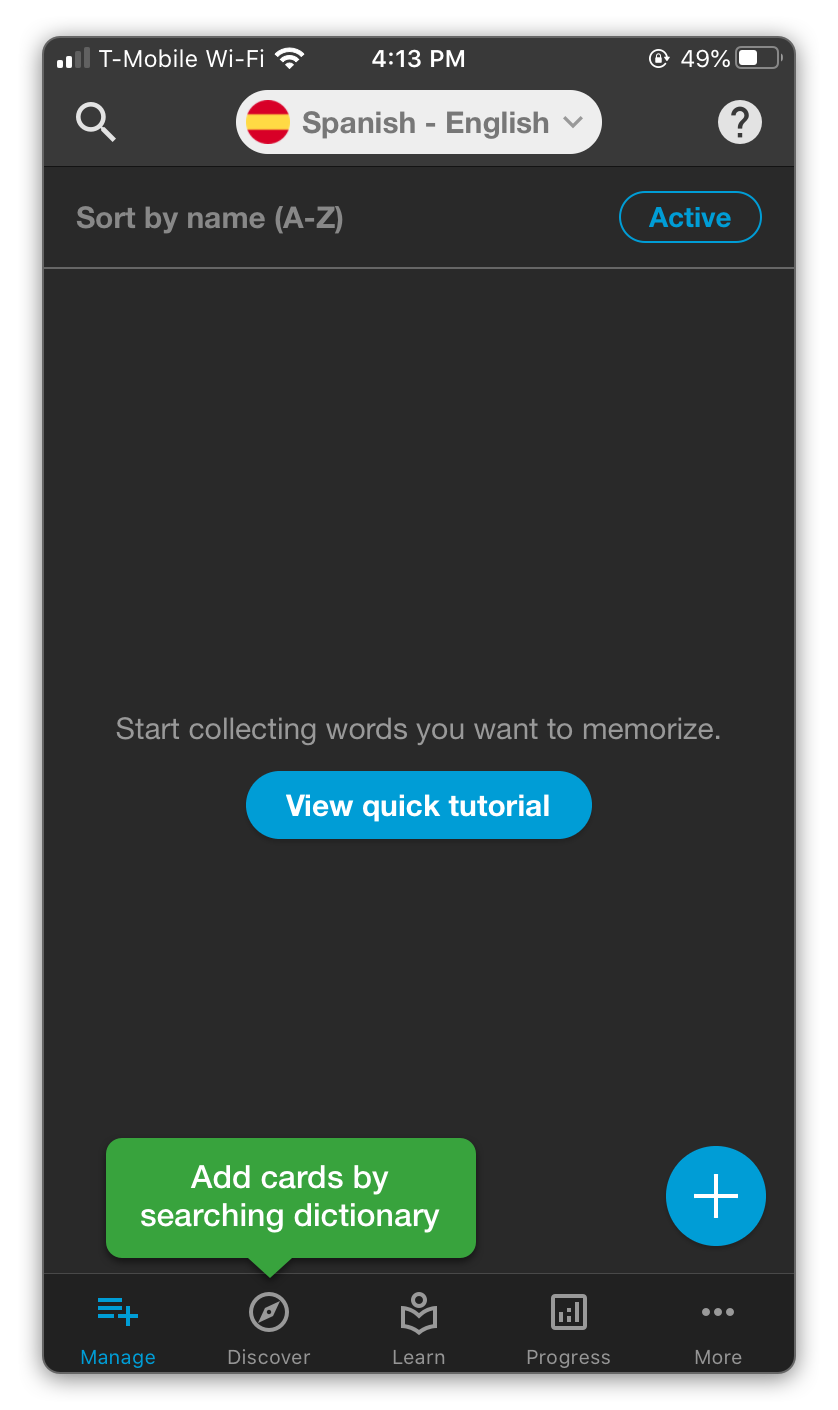 T-Mobile Wi-Fi 4:13 PM 49%
Spanish - English
?
Sort by name (A-Z) Active
Start collecting words you want to memorize.
View quick tutorial
Add cards by
searching dictionary
Manage Discover Learn Progress More